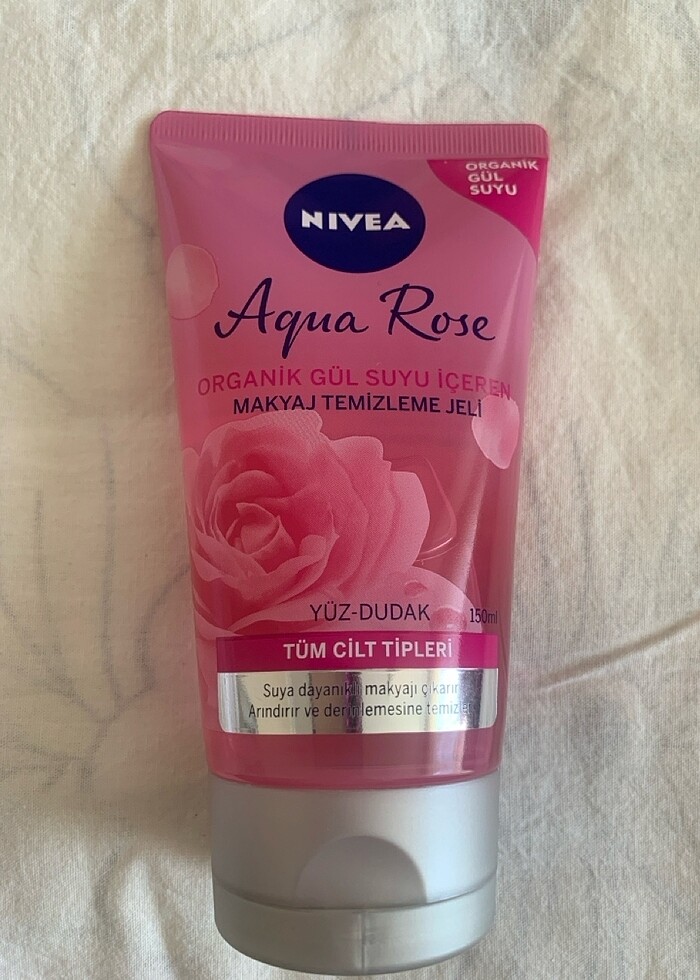 ORGANİK
GÜL
SUYU
NIVEA
Aqua Rose
ORGANİK GÜL SUYU İÇEREN
MAKYAJ TEMİZLEME JELİ
YÜZ-DUDAK
150ml
TÜM CİLT TİPLERİ
Suya dayanıklı makyajı çıkarır
Arındırır ve derinlemesine temizler